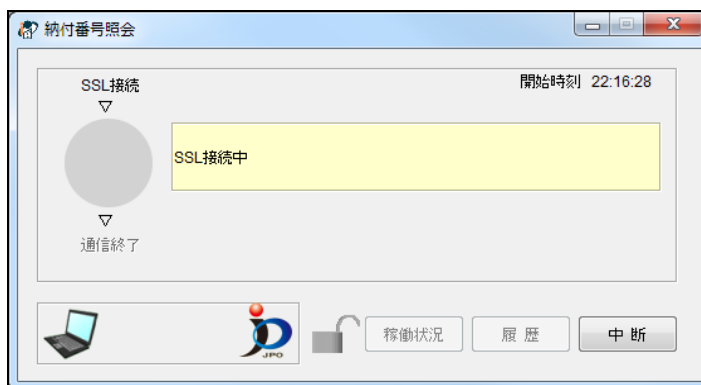 納付番号照会
SSL接続
開始時刻 22:16:28
▽
SSL接続中
▽
通信終了
JPO
稼働状況
履歴
中断